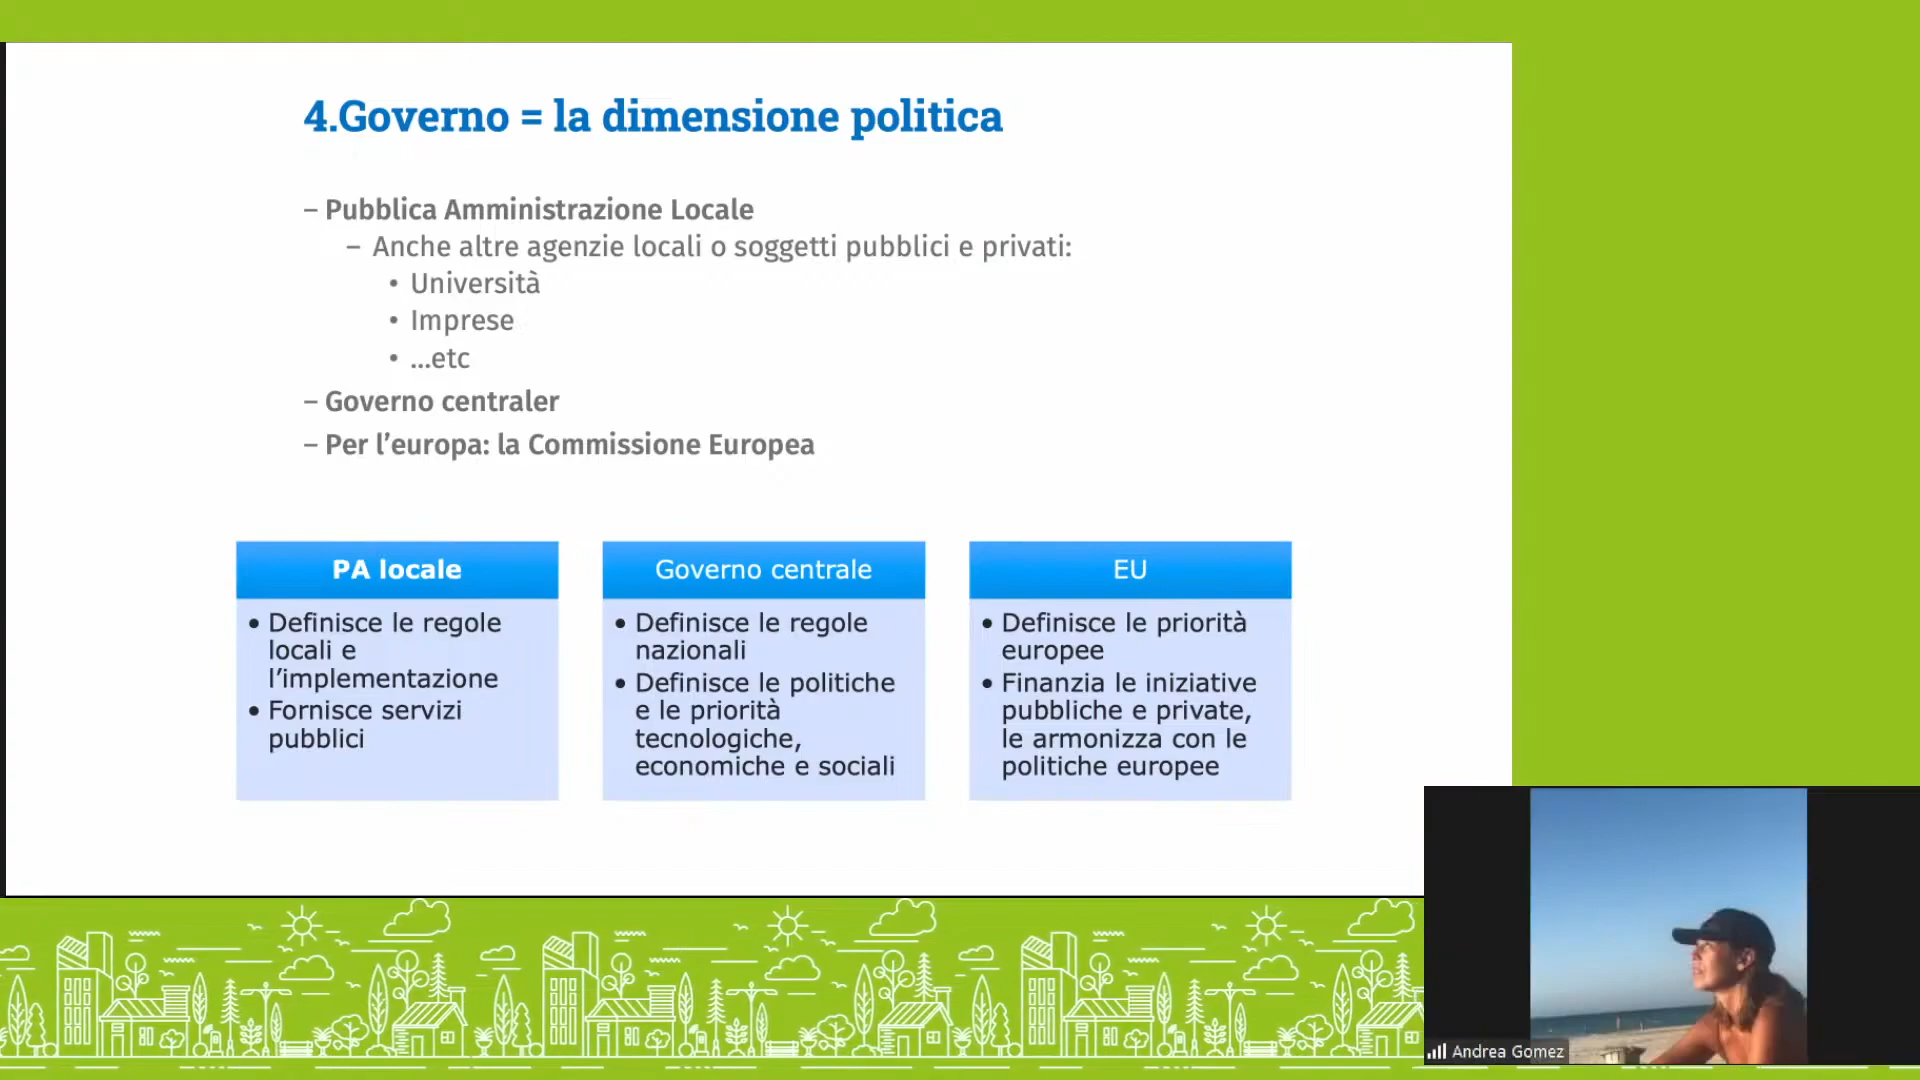 4.Governo = la dimensione politica
– Pubblica Amministrazione Locale
– Anche altre agenzie locali o soggetti pubblici e privati:
• Università
• Imprese
• ...etc
– Governo centraler
– Per l’europa: la Commissione Europea
PA locale
• Definisce le regole
locali e
l’implementazione
• Fornisce servizi
pubblici
Governo centrale
• Definisce le regole
nazionali
• Definisce le politiche
e le priorità
tecnologiche,
economiche e sociali
EU
• Definisce le priorità
europee
• Finanzia le iniziative
pubbliche e private,
le armonizza con le
politiche europee
Andrea Gomez